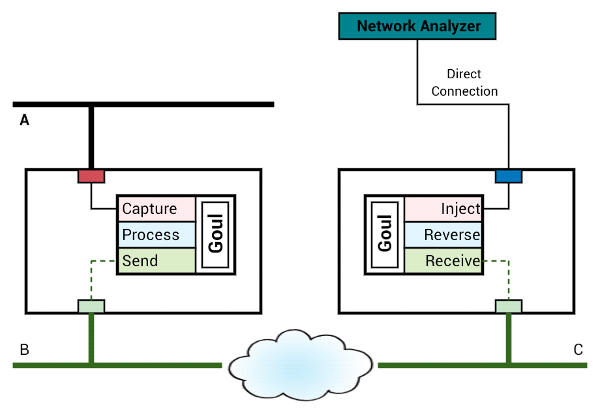 Network Analyzer
Direct
Connection
A
Capture
Process
Send
Goul
Goul
Inject
Reverse
Receive
B
C